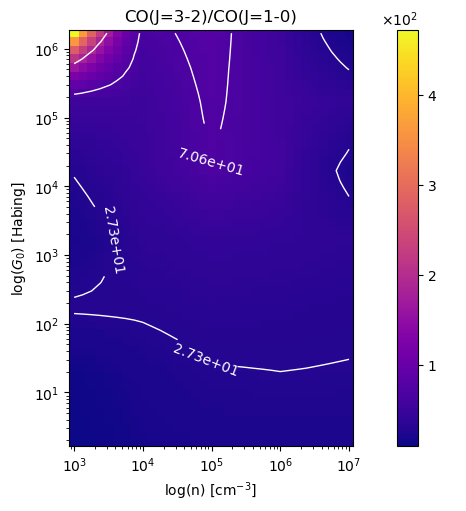 CO(J=3-2)/CO(J=1-0)
×10²
10⁶
10⁵
10⁴
10³
10²
10¹
log(G₀) [Habing]
7.06e+01
2.73e+01
2.73e+01
4
3
2
1
10³ 10⁴ 10⁵ 10⁶ 10⁷
log(n) [cm⁻³]